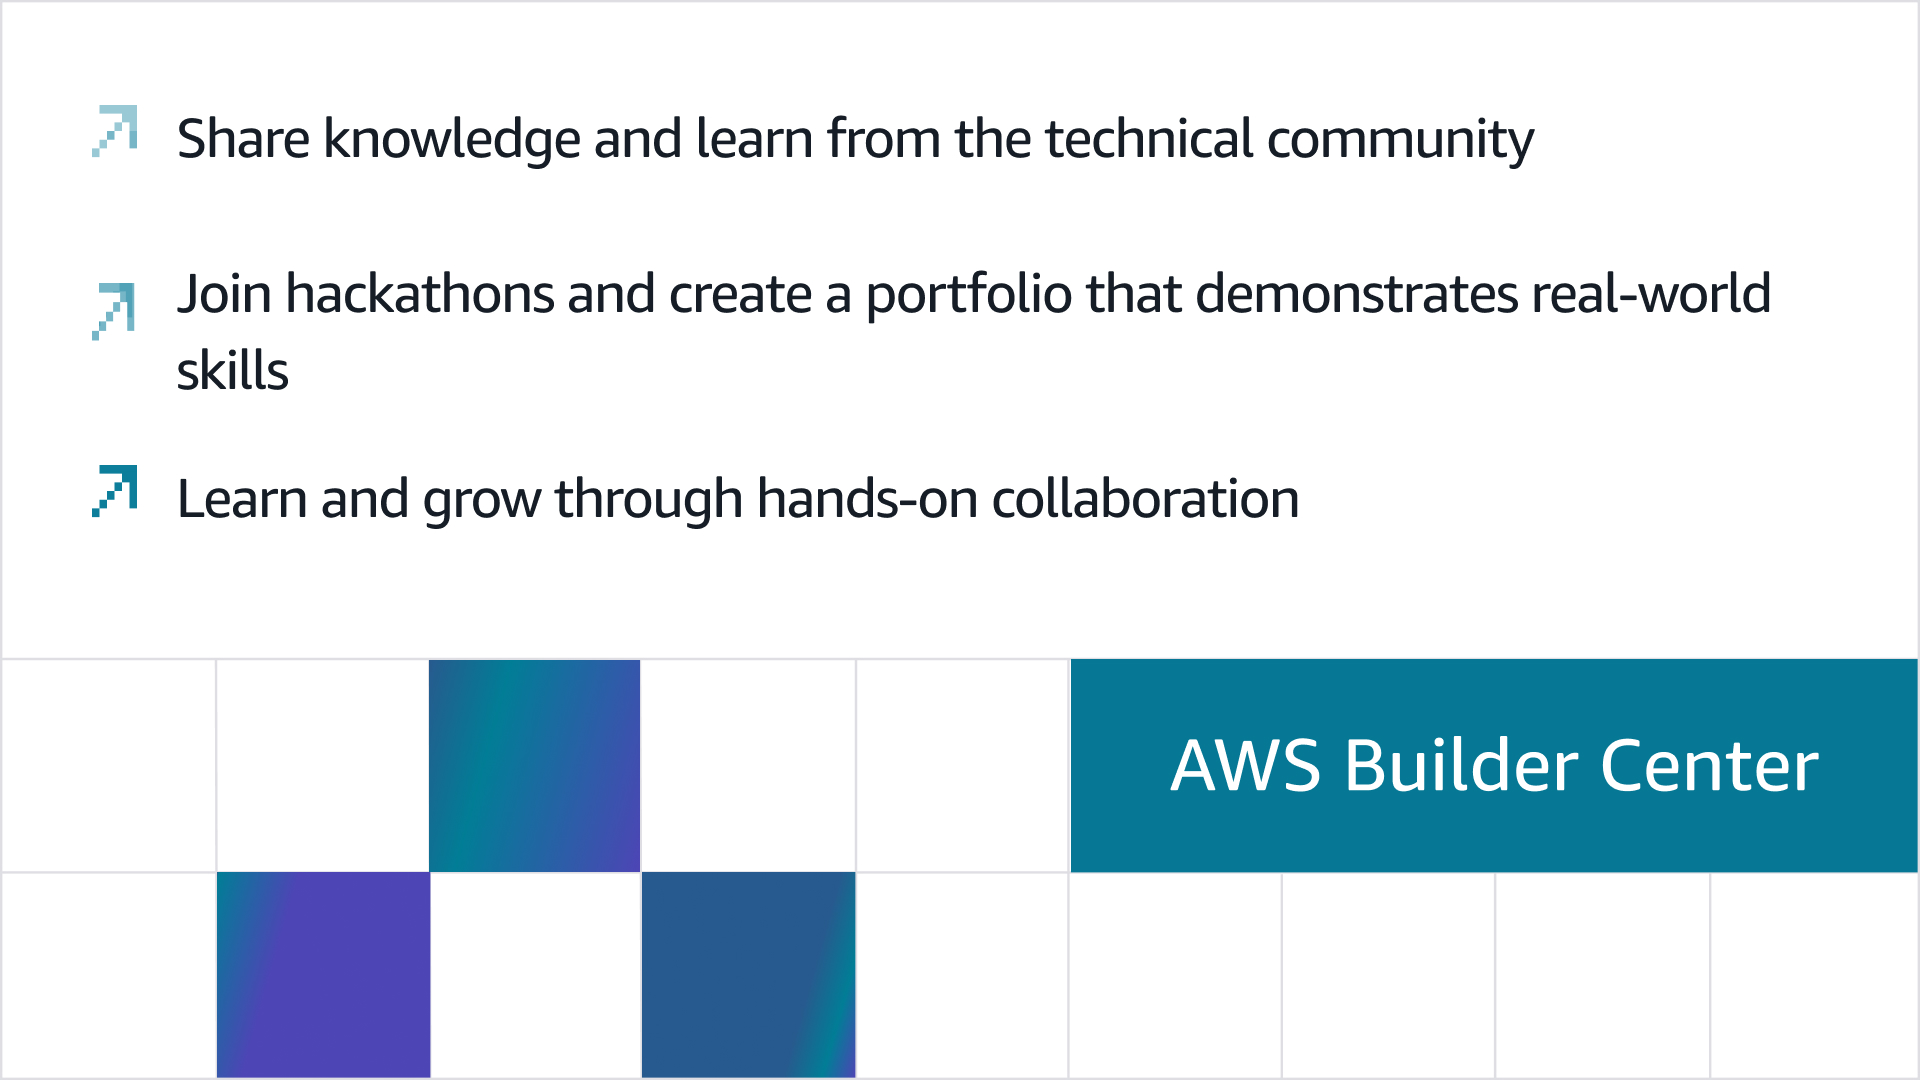 Share knowledge and learn from the technical community
Join hackathons and create a portfolio that demonstrates real-world
skills
Learn and grow through hands-on collaboration
AWS Builder Center